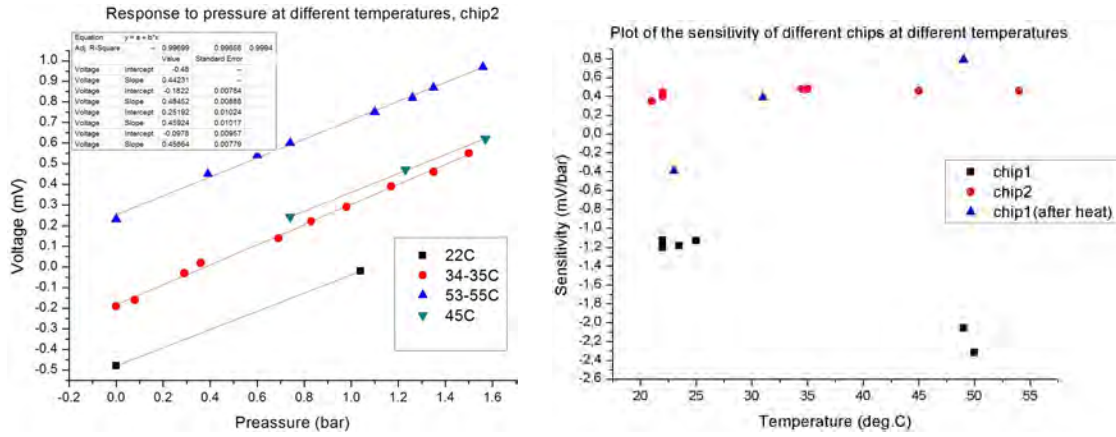 Response to pressure at different temperatures, chip2
Equation y = a + b*x
Adj. R-Square -- 0.99699 0.99668 0.9994
Value Standard Error
Voltage Intercept -0.48 --
Voltage Slope 0.44231 --
Voltage Intercept -0.1822 0.00764
Voltage Slope 0.48452 0.00888
Voltage Intercept 0.25192 0.01024
Voltage Slope 0.45924 0.01017
Voltage Intercept -0.0978 0.00957
Voltage Slope 0.45864 0.00779
1.0
0.9
0.8
0.7
0.6
0.5
0.4
0.3
0.2
0.1
0.0
-0.1
-0.2
-0.3
-0.4
-0.5
Voltage (mV)
22C
34-35C
53-55C
45C
-0.2 0.0 0.2 0.4 0.6 0.8 1.0 1.2 1.4 1.6
Preassure (bar)
Plot of the sensitivity of different chips at different temperatures
0,8
0,6
0,4
0,2
0,0
-0,2
-0,4
-0,6
-0,8
-1,0
-1,2
-1,4
-1,6
-1,8
-2,0
-2,2
-2,4
-2,6
Sensitivity (mV/bar)
chip1
chip2
chip1(after heat)
20 25 30 35 40 45 50 55
Temperature (deg.C)